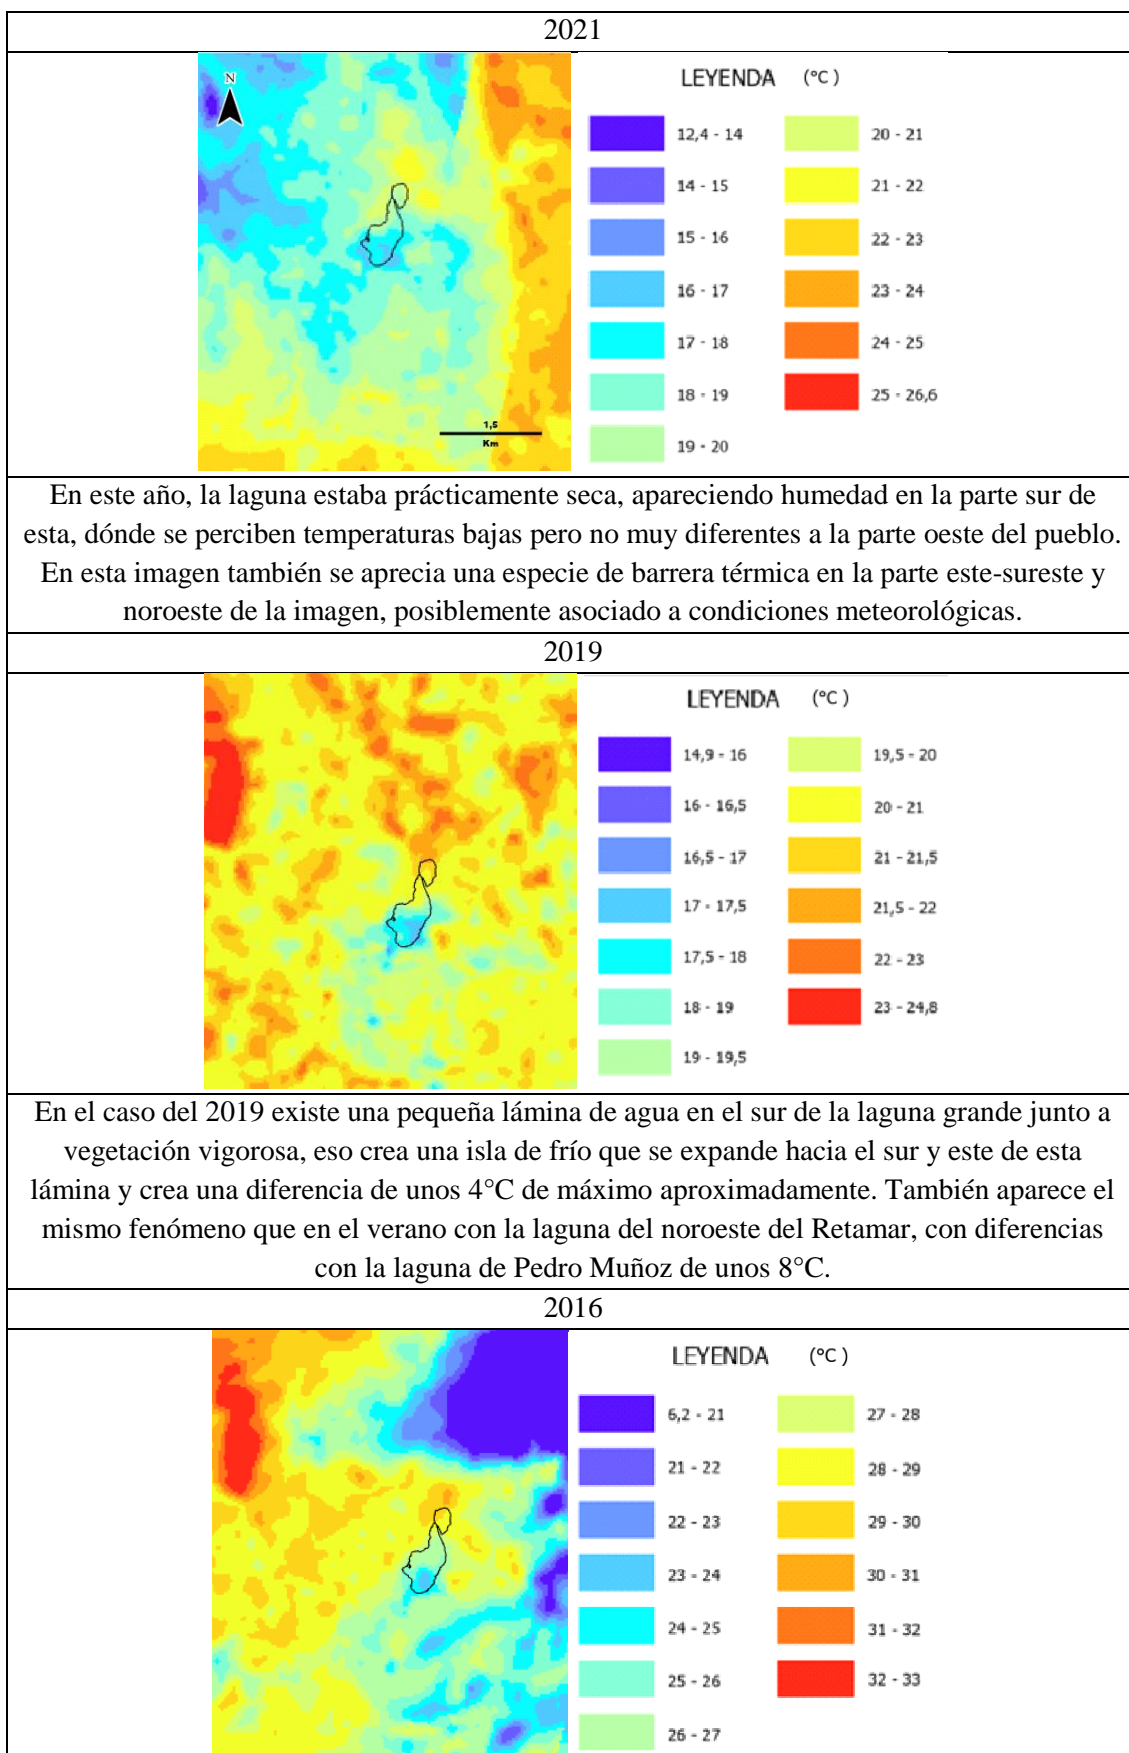 2021
N
1,5
Km
LEYENDA (°C)
12,4 - 14
14 - 15
15 - 16
16 - 17
17 - 18
18 - 19
19 - 20
20 - 21
21 - 22
22 - 23
23 - 24
24 - 25
25 - 26,6
En este año, la laguna estaba prácticamente seca, apareciendo humedad en la parte sur de
esta, dónde se perciben temperaturas bajas pero no muy diferentes a la parte oeste del pueblo.
En esta imagen también se aprecia una especie de barrera térmica en la parte este-sureste y
noroeste de la imagen, posiblemente asociado a condiciones meteorológicas.
2019
LEYENDA (°C)
14,9 - 16
16 - 16,5
16,5 - 17
17 - 17,5
17,5 - 18
18 - 19
19 - 19,5
19,5 - 20
20 - 21
21 - 21,5
21,5 - 22
22 - 23
23 - 24,8
En el caso del 2019 existe una pequeña lámina de agua en el sur de la laguna grande junto a
vegetación vigorosa, eso crea una isla de frío que se expande hacia el sur y este de esta
lámina y crea una diferencia de unos 4°C de máximo aproximadamente. También aparece el
mismo fenómeno que en el verano con la laguna del noroeste del Retamar, con diferencias
con la laguna de Pedro Muñoz de unos 8°C.
2016
LEYENDA (°C)
6,2 - 21
21 - 22
22 - 23
23 - 24
24 - 25
25 - 26
26 - 27
27 - 28
28 - 29
29 - 30
30 - 31
31 - 32
32 - 33